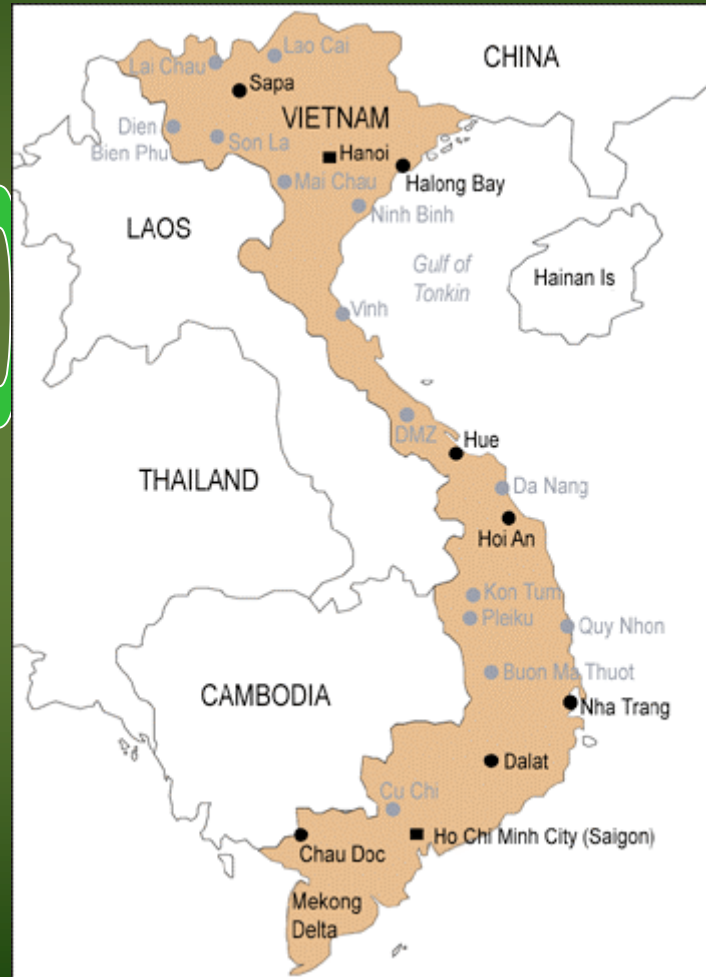 Lao Cai
CHINA
Lai Chau
Sapa
VIETNAM
Dien
Bien Phu
Son La
Hanoi
Halong Bay
Mai Chau
Ninh Binh
LAOS
Gulf of
Tonkin
Hainan Is
Vinh
DMZ
Hue
THAILAND
Da Nang
Hoi An
Kon Tum
Pleiku
Quy Nhon
Buon Ma Thuot
CAMBODIA
Nha Trang
Dalat
Cu Chi
Ho Chi Minh City (Saigon)
Chau Doc
Mekong
Delta